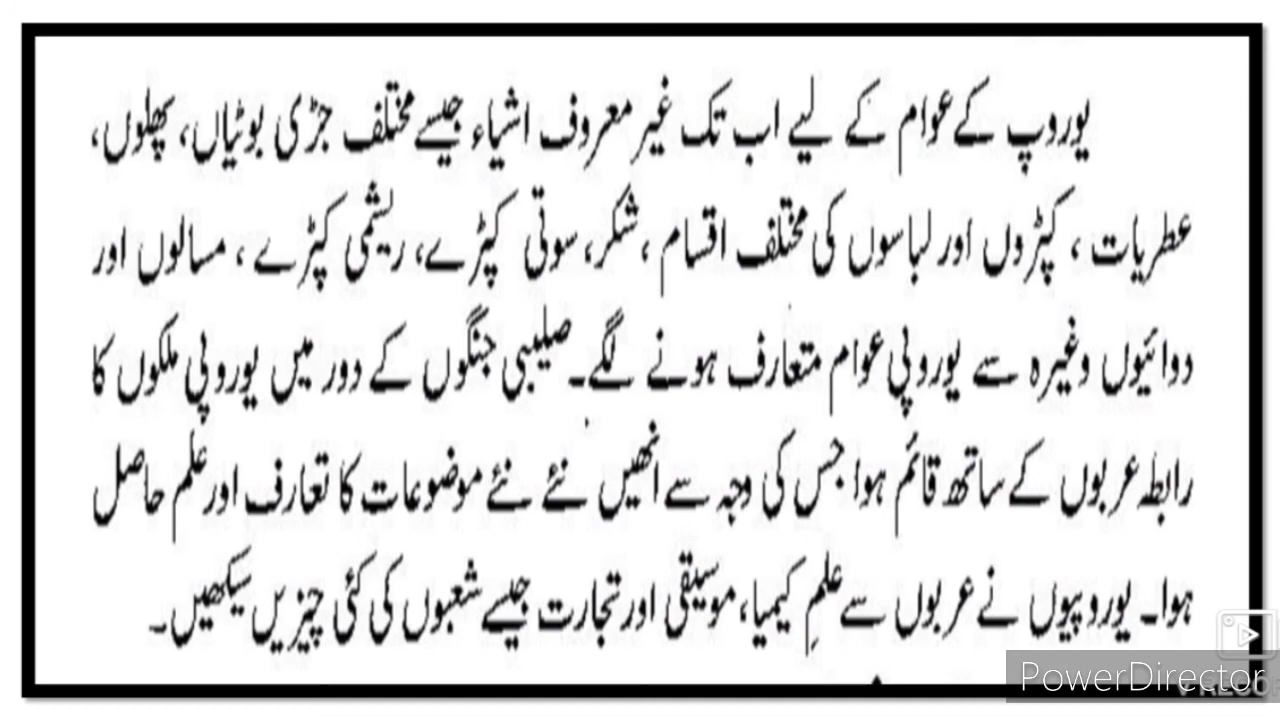 یوروپ کے عوام کے لیے اب تک غیر معروف اشیاء جیسے مختلف جڑی بوٹیاں، پھلوں،
عطریات، کپڑوں اور لباسوں کی مختلف اقسام، شکر، سوتی کپڑے، ریشمی کپڑے، مسالوں اور
دوائیوں وغیرہ سے یوروپی عوام متعارف ہونے لگے۔ صلیبی جنگوں کے دور میں یوروپی ملکوں کا
رابطہ عربوں کے ساتھ قائم ہوا جس کی وجہ سے انھیں نئے نئے موضوعات کا تعارف اور علم حاصل
ہوا۔ یوروپیوں نے عربوں سے علمِ کیمیا، موسیقی اور تجارت جیسے شعبوں کی کئی چیزیں سیکھیں۔
PowerDirector